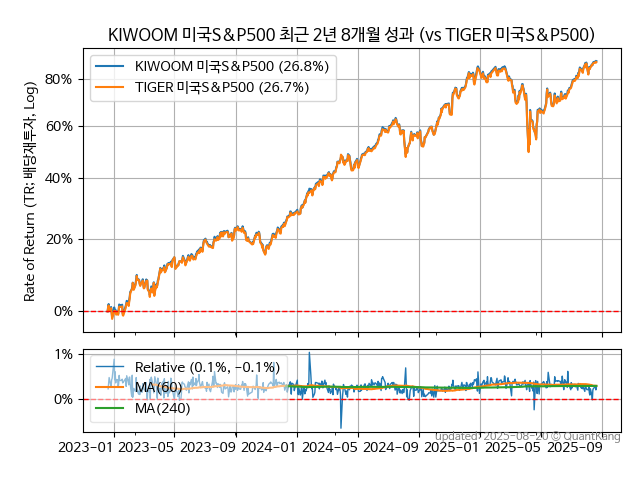 KIWOOM 미국S&P500 최근 2년 8개월 성과 (vs TIGER 미국S&P500)
Rate of Return (TR; 배당재투자, Log)
80%
60%
40%
20%
0%
KIWOOM 미국S&P500 (26.8%)
TIGER 미국S&P500 (26.7%)
1%
0%
Relative (0.1%, −0.1%)
MA(60)
MA(240)
updated: 2025-08-20 © QuantKang
2023-01 2023-05 2023-09 2024-01 2024-05 2024-09 2025-01 2025-05 2025-09